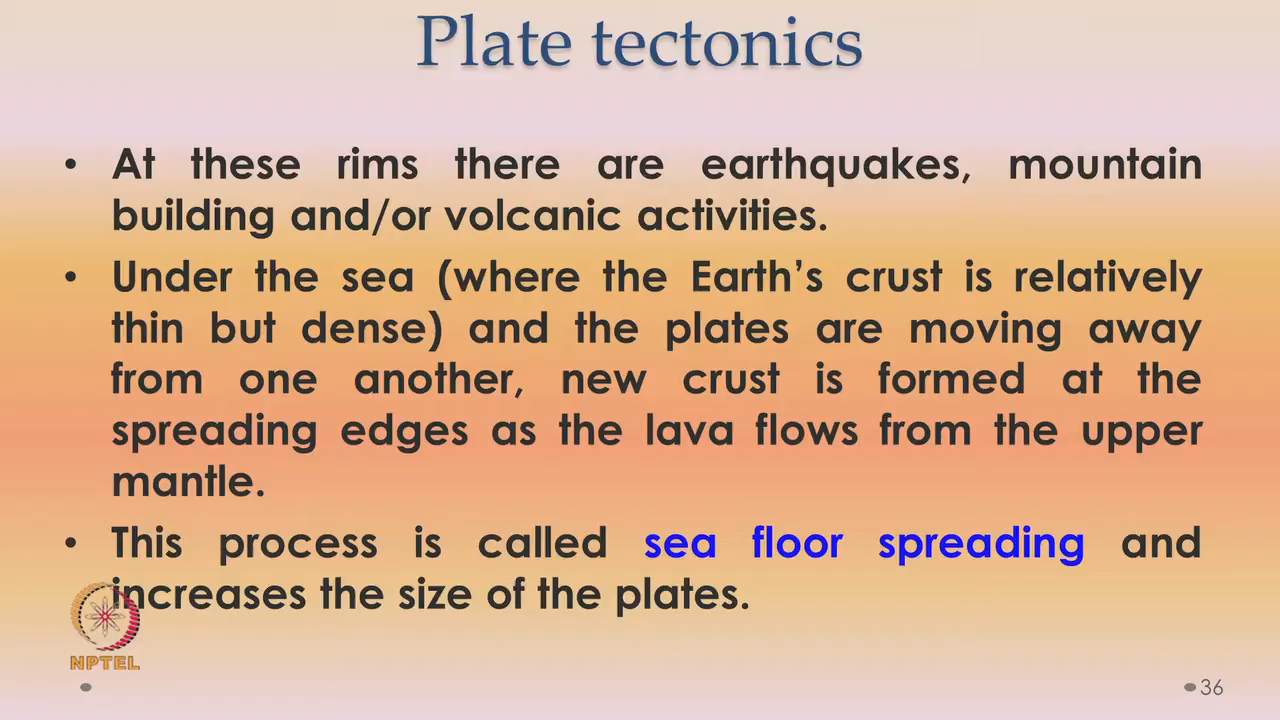 Plate tectonics
• At these rims there are earthquakes, mountain
building and/or volcanic activities.
• Under the sea (where the Earth's crust is relatively
thin but dense) and the plates are moving away
from one another, new crust is formed at the
spreading edges as the lava flows from the upper
mantle.
• This process is called sea floor spreading and
increases the size of the plates.
NPTEL
36